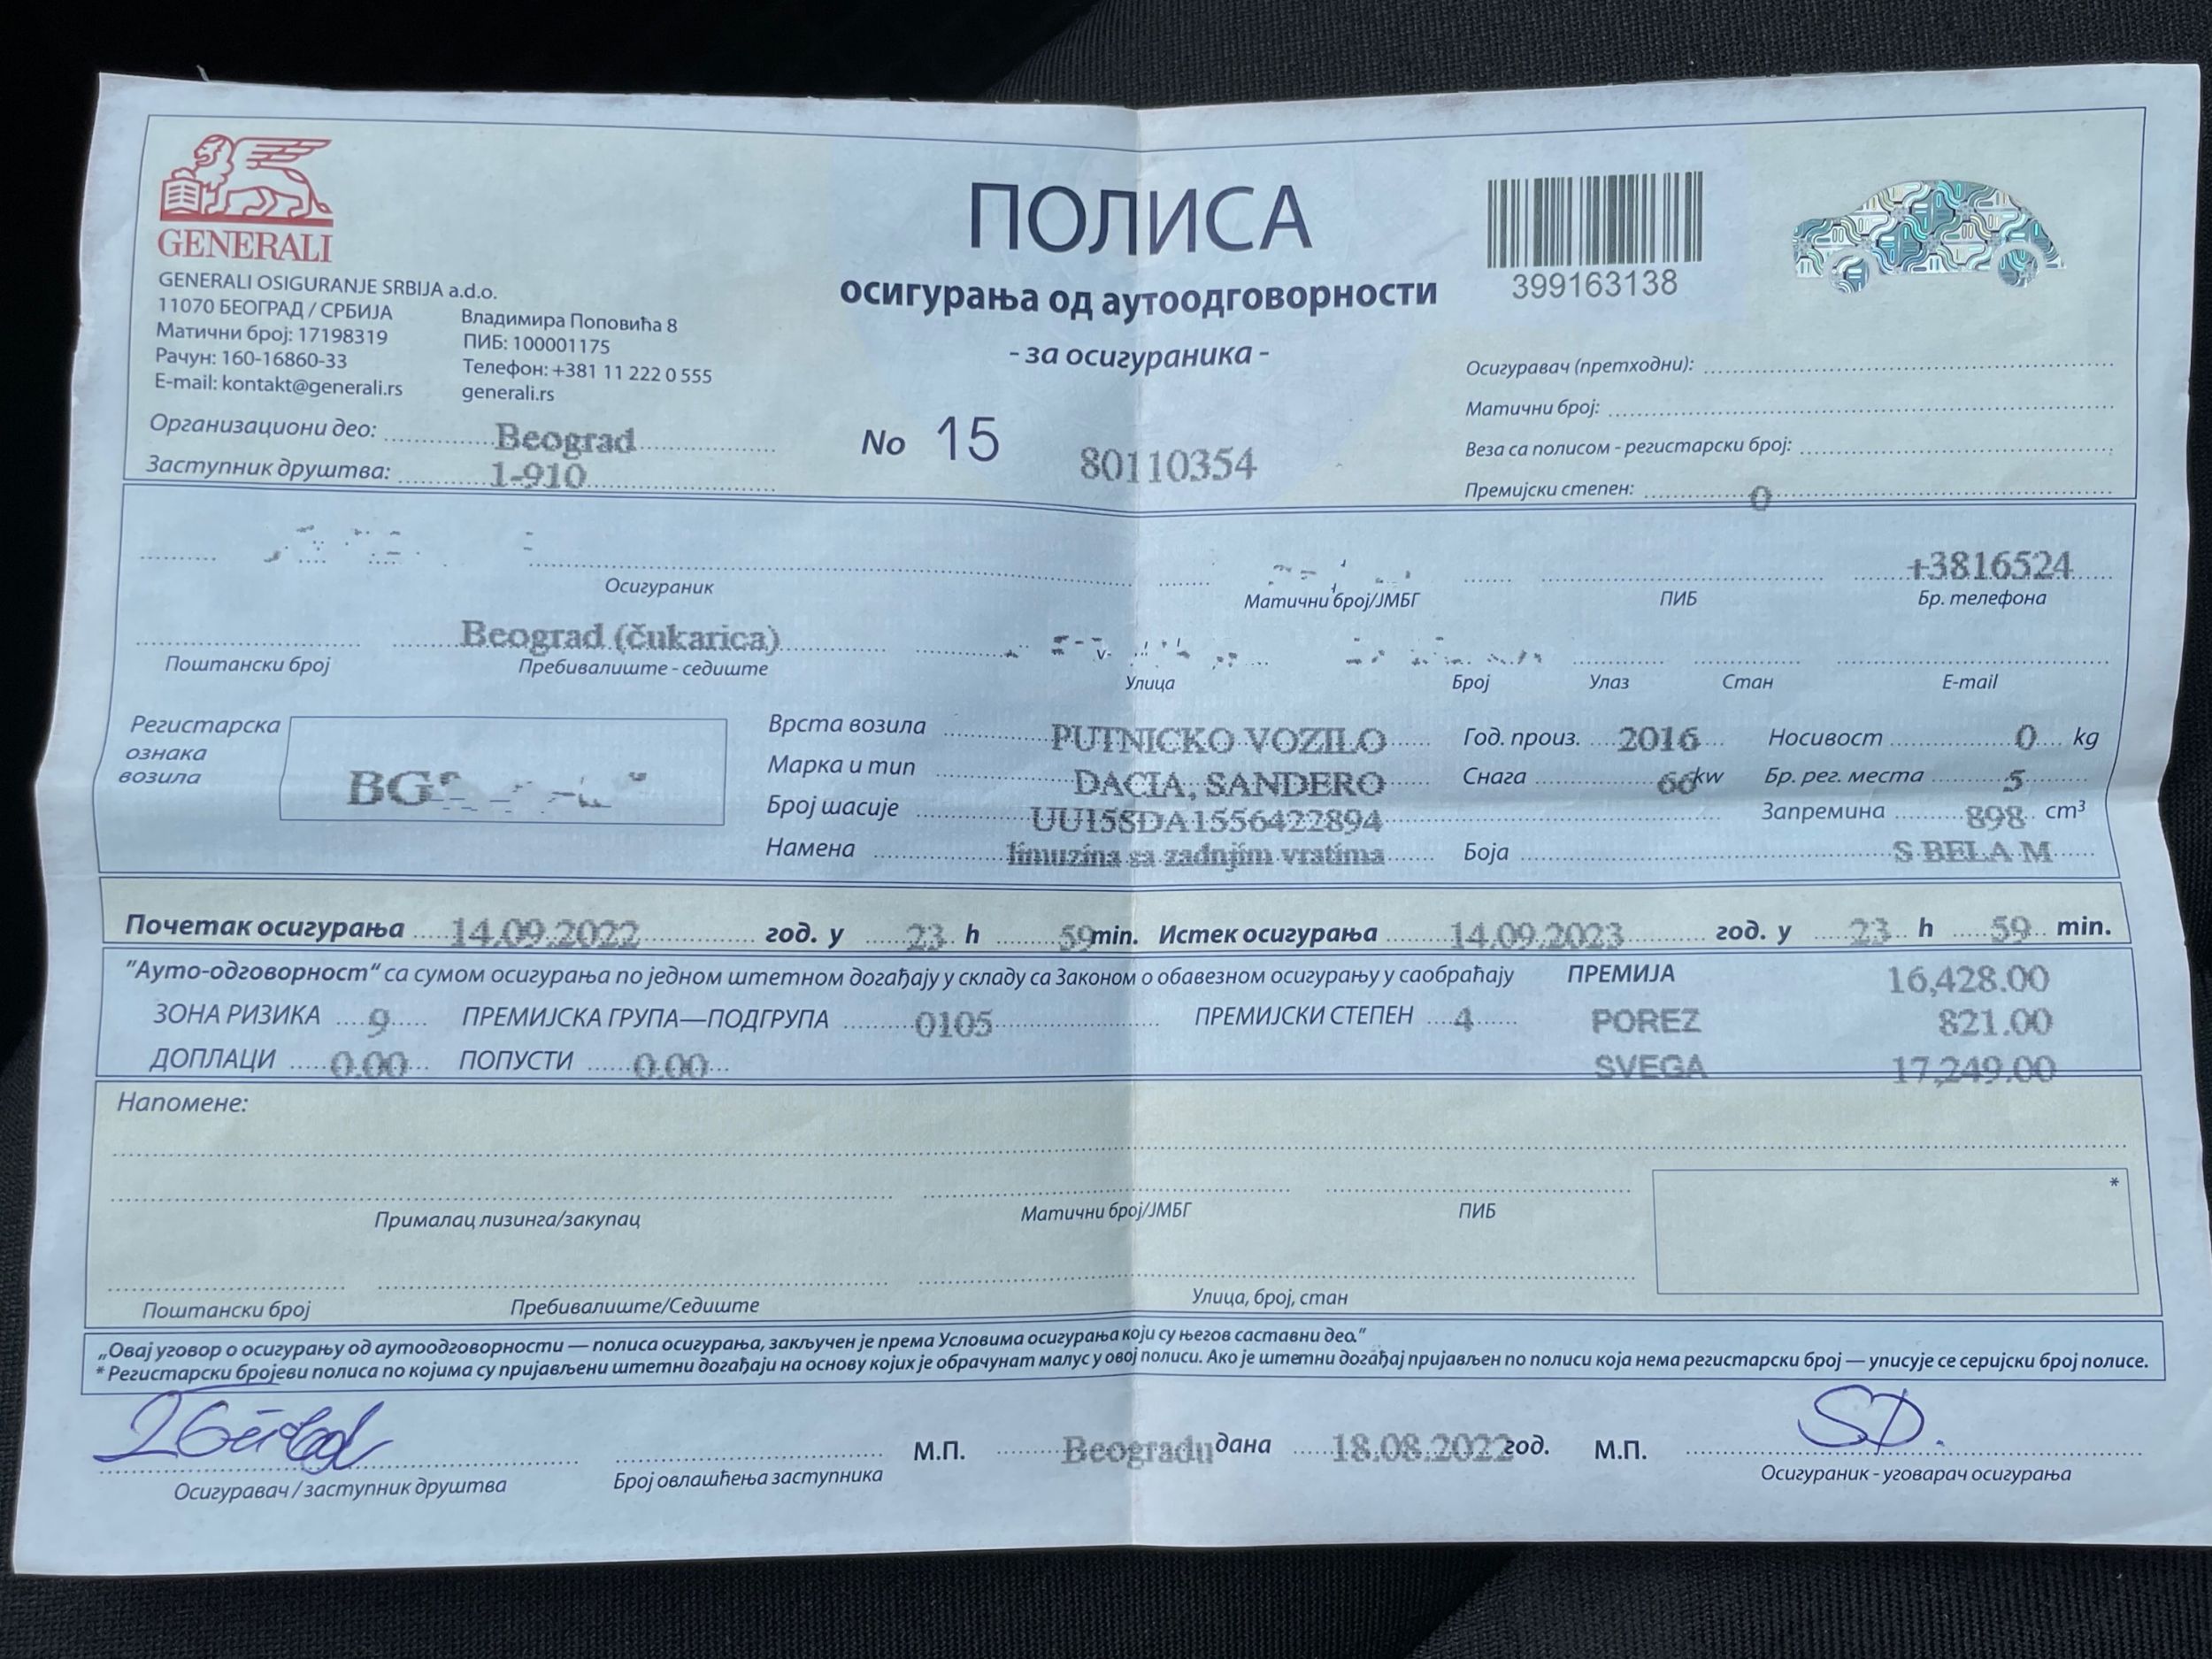 GENERALI
GENERALI OSIGURANJE SRBIJA a.d.o.
11070 БЕОГРАД / СРБИЈА Владимира Поповића 8
Матични број: 17198319 ПИБ: 100001175
Рачун: 160-16860-33 Телефон: +381 11 222 0 555
E-mail: kontakt@generali.rs generali.rs
Организациони део: Beograd
Заступник друштва: 1-910
ПОЛИСА
осигурања од аутоодговорности
- за осигураника -
No 15 80110354
399163138
Осигуравач (претходни):
Матични број:
Веза са полисом - регистарски број:
Премијски степен: 0
+3816524
Осигураник Матични број/ЈМБГ ПИБ Бр. телефона
Beograd (čukarica)
Поштански број Пребивалиште - седиште Улица Број Улаз Стан E-mail
Регистарска ознака возила BG
Врста возила PUTNICKO VOZILO Год. произ. 2016 Носивост 0 kg
Марка и тип DACIA, SANDERO Снага 66 kw Бр. рег. места 5
Број шасије UU15SDA1556422894 Запремина 898 cm³
Намена limuzina sa zadnjim vratima Боја S BELA M
Почетак осигурања 14.09.2022 год. у 23 h 59 min. Истек осигурања 14.09.2023 год. у 23 h 59 min.
"Ауто-одговорност“ са сумом осигурања по једном штетном догађају у складу са Законом о обавезном осигурању у саобраћају ПРЕМИЈА 16,428.00
ЗОНА РИЗИКА 9 ПРЕМИЈСКА ГРУПА—ПОДГРУПА 0105 ПРЕМИЈСКИ СТЕПЕН 4 POREZ 821.00
ДОПЛАЦИ 0.00 ПОПУСТИ 0.00 SVEGA 17,249.00
Напомене:
*
Прималац лизинга/закупац Матични број/ЈМБГ ПИБ
Поштански број Пребивалиште/Седиште Улица, број, стан
„Овај уговор о осигурању од аутоодговорности — полиса осигурања, закључен је према Условима осигурања који су његов саставни део.”
* Регистарски бројеви полиса по којима су пријављени штетни догађаји на основу којих је обрачунат малус у овој полиси. Ако је штетни догађај пријављен по полиси која нема регистарски број — уписује се серијски број полисе.
М.П. Beogradu дана 18.08.2022 год. М.П. SD.
Осигуравач / заступник друштва Број овлашћења заступника Осигураник - уговарач осигурања